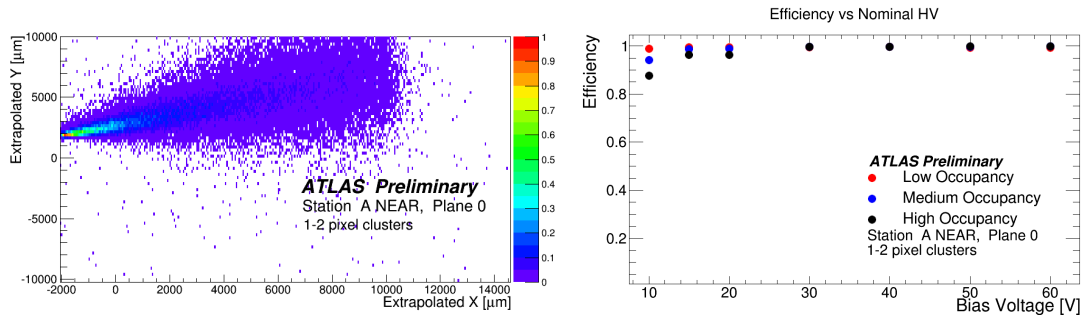 Extrapolated Y [μm]
10000
5000
0
-5000
-10000
-2000 0 2000 4000 6000 8000 10000 12000 14000
Extrapolated X [μm]
ATLAS Preliminary
Station A NEAR, Plane 0
1-2 pixel clusters
1
0.9
0.8
0.7
0.6
0.5
0.4
0.3
0.2
0.1
0
Efficiency vs Nominal HV
Efficiency
1
0.8
0.6
0.4
0.2
ATLAS Preliminary
Low Occupancy
Medium Occupancy
High Occupancy
Station A NEAR, Plane 0
1-2 pixel clusters
10 20 30 40 50 60
Bias Voltage [V]